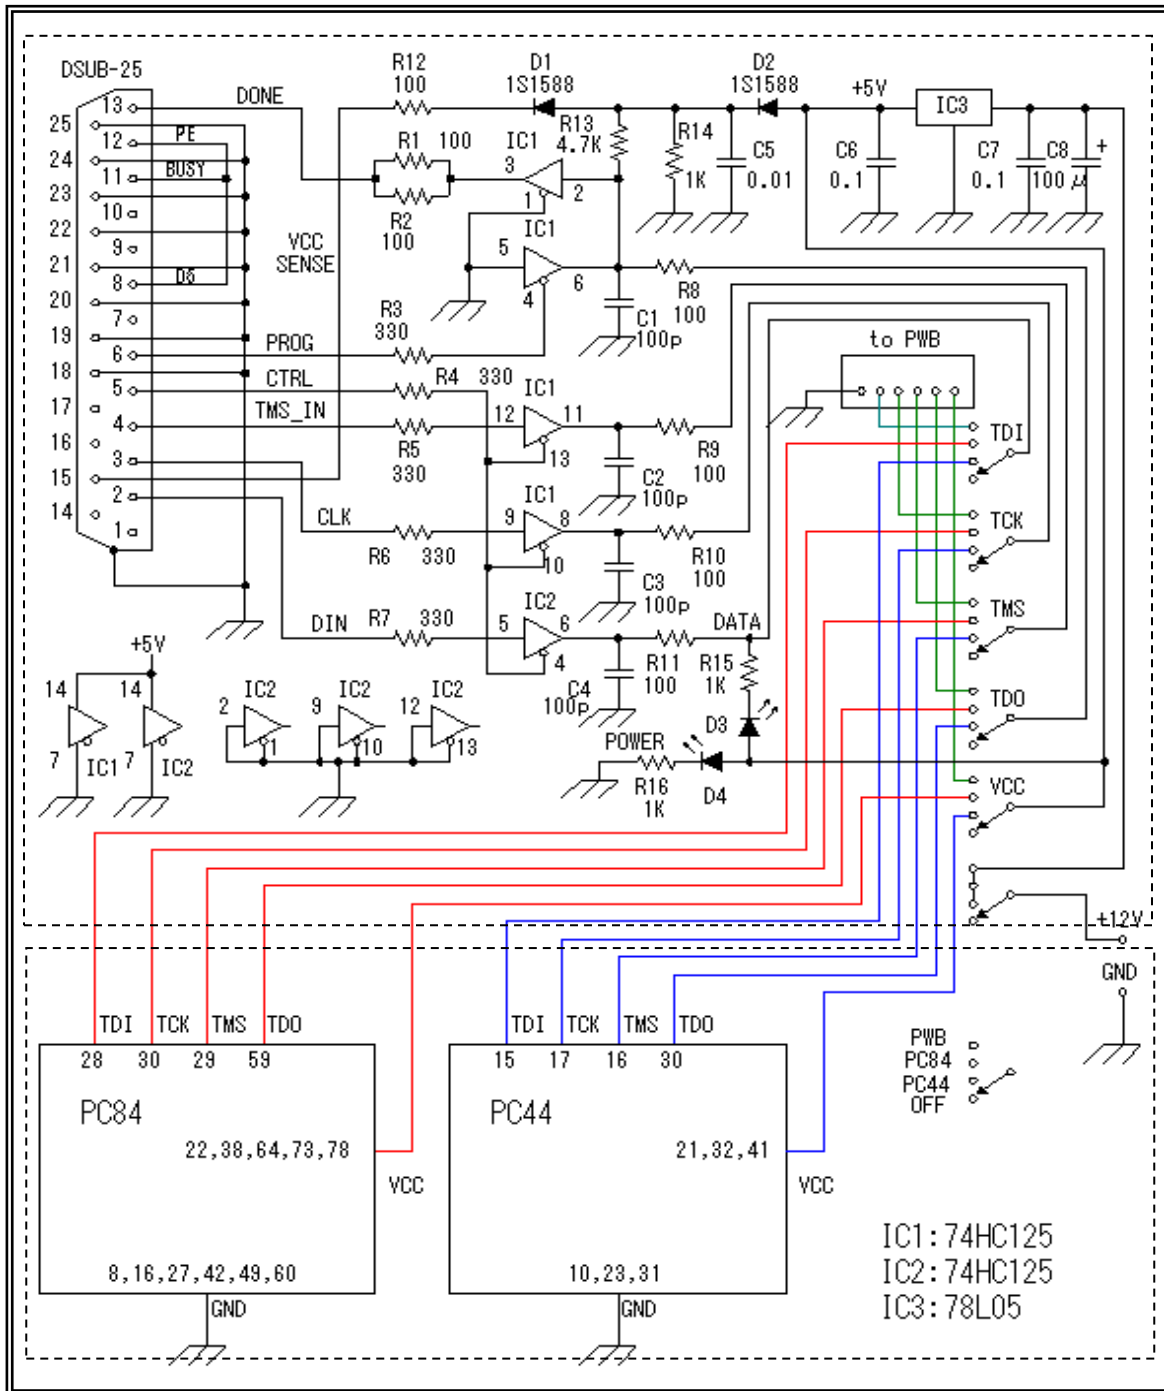 DSUB-25
13
25
12
24
11
23
10
22
9
21
8
20
7
19
6
18
5
17
4
16
3
15
2
14
1
DONE
PE
BUSY
D6
VCC
SENSE
PROG
CTRL
TMS_IN
CLK
DIN
R12
100
D1
1S1588
D2
1S1588
+5V
IC3
R1
100
R2
100
IC1
3
1
2
R13
4.7K
R14
1K
C5
0.01
C6
0.1
C7
0.1
C8
100μ
+
IC1
5
4
6
R8
100
C1
100p
R3
330
R4
330
R5
330
IC1
12
11
13
R9
100
C2
100p
to PWB
TDI
R6
330
IC1
9
8
10
R10
100
C3
100p
TCK
R7
330
IC2
5
6
4
R11
100
C4
100p
DATA
R15
1K
D3
TMS
TDO
POWER
R16
1K
D4
VCC
+5V
14
7
IC1
14
7
IC2
IC2
2
1
IC2
9
10
IC2
12
13
+12V
GND
TDI
TCK
TMS
TDO
28
30
29
59
PC84
22,38,64,73,78
VCC
8,16,27,42,49,60
GND
TDI
TCK
TMS
TDO
15
17
16
30
PC44
21,32,41
VCC
10,23,31
GND
PWB
PC84
PC44
OFF
IC1:74HC125
IC2:74HC125
IC3:78L05